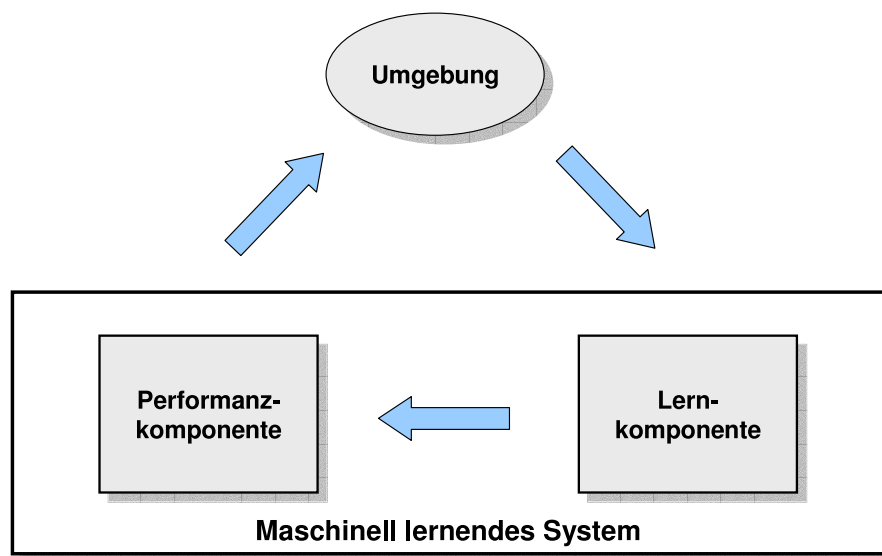 Umgebung
Performanz-
komponente
Lern-
komponente
Maschinell lernendes System